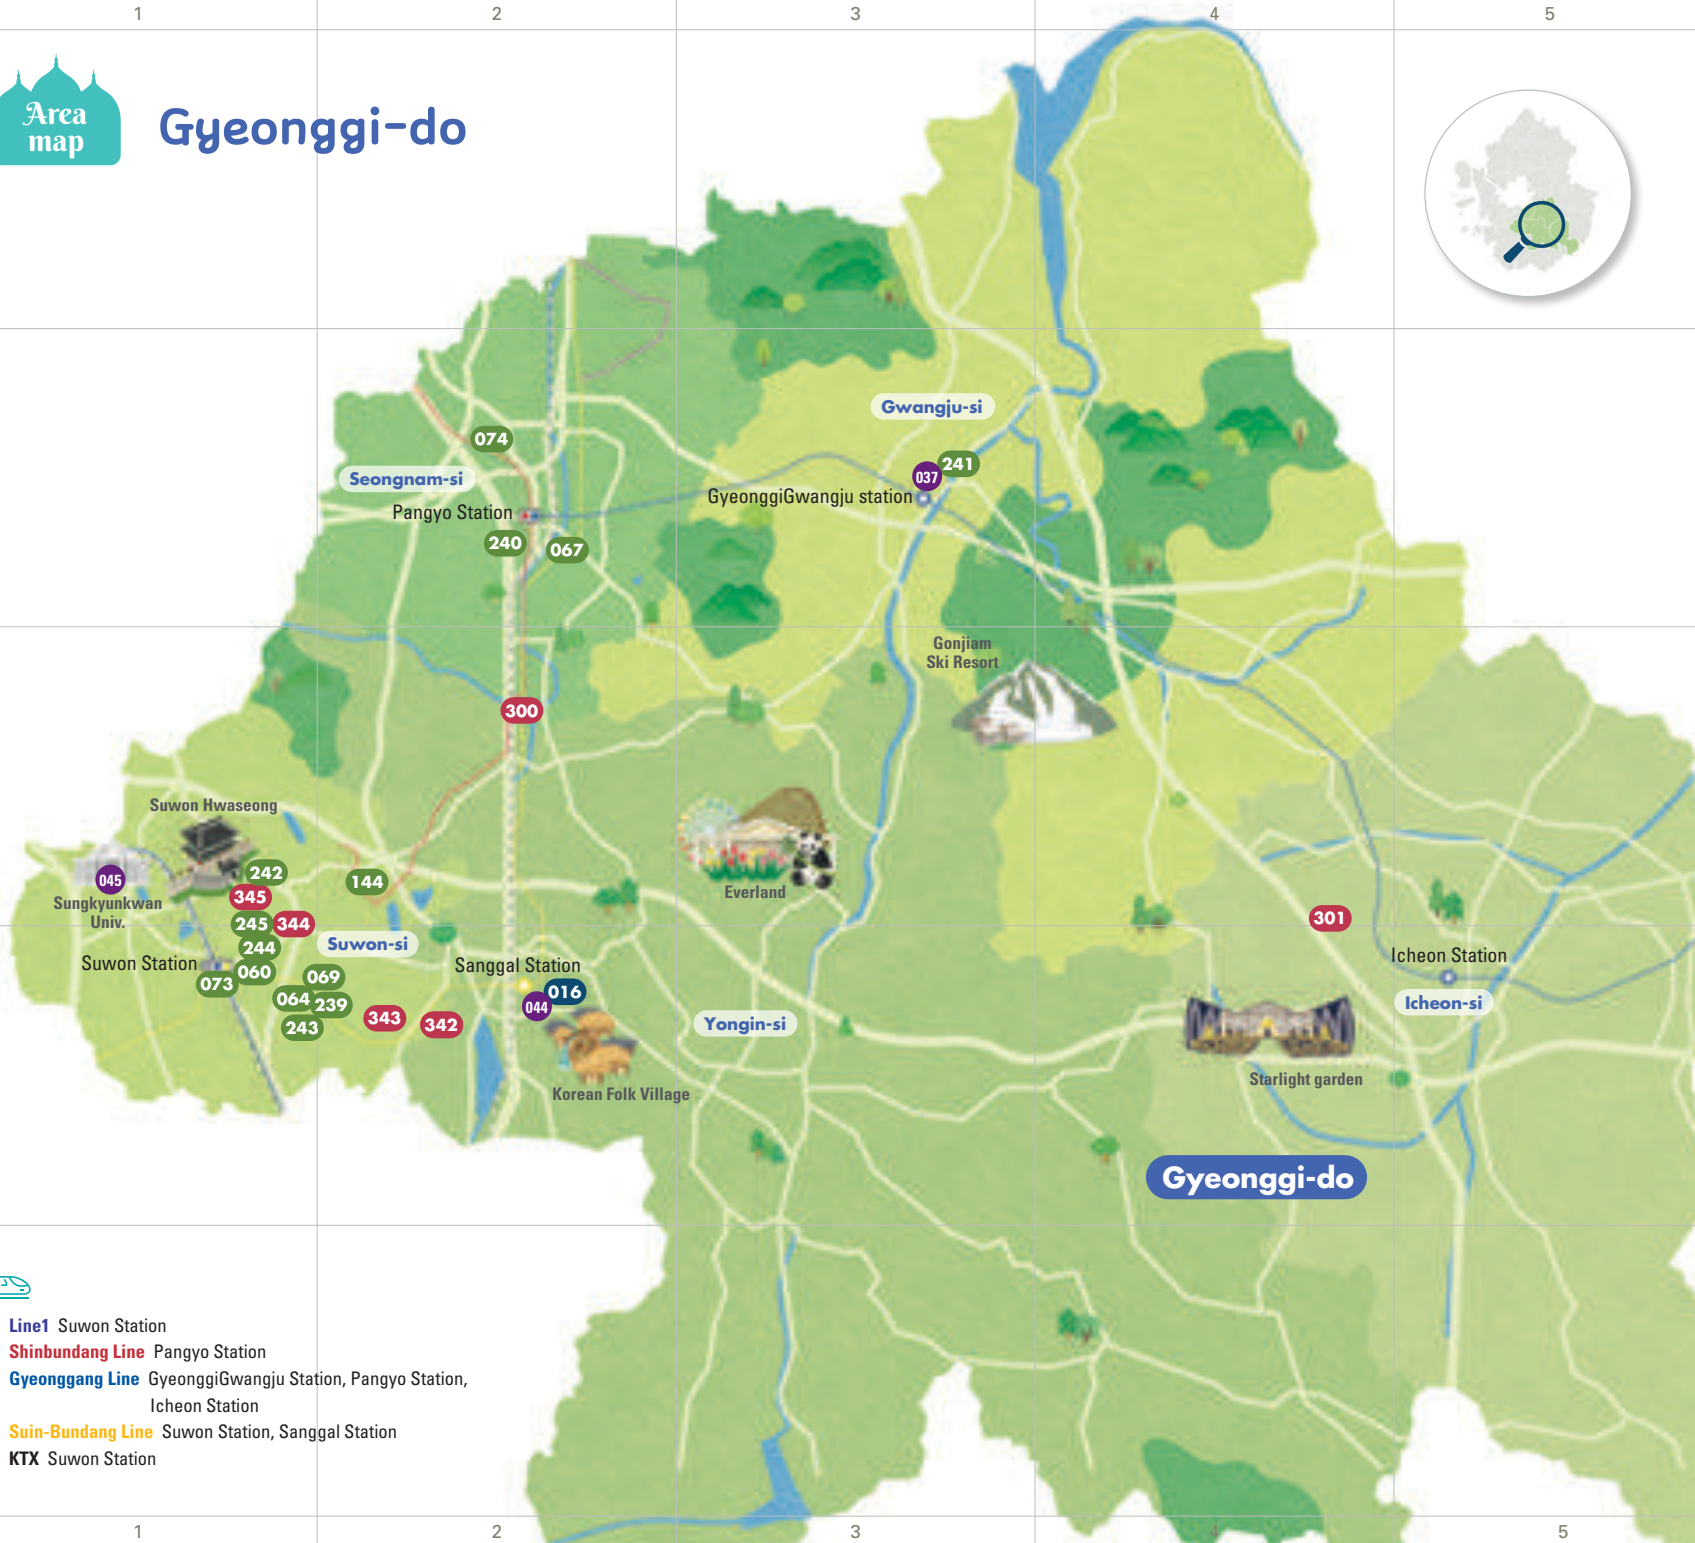 1 2 3 4 5
Area
map
Gyeonggi-do
Gwangju-si
074
241
037
Seongnam-si
GyeonggiGwangju station
Pangyo Station
240
067
Gonjiam
Ski Resort
300
Suwon Hwaseong
242
045
144
345
Everland
Sungkyunkwan
Univ.
245
344
301
Suwon-si
244
Icheon Station
Suwon Station
Sanggal Station
060
069
073
016
064
239
044
Icheon-si
343
342
Yongin-si
243
Starlight garden
Korean Folk Village
Gyeonggi-do
Line1 Suwon Station
Shinbundang Line Pangyo Station
Gyeonggang Line GyeonggiGwangju Station, Pangyo Station,
Icheon Station
Suin-Bundang Line Suwon Station, Sanggal Station
KTX Suwon Station
1 2 3 4 5